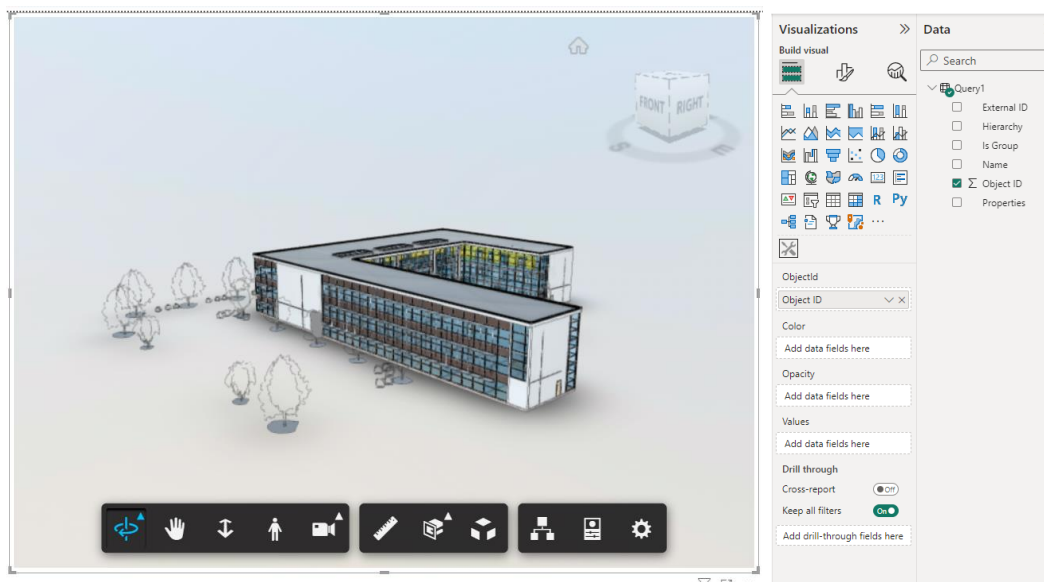 FRONT
RIGHT
S
E
Visualizations
Build visual
123
R
Py
ObjectId
Object ID
Color
Add data fields here
Opacity
Add data fields here
Values
Add data fields here
Drill through
Cross-report
Off
Keep all filters
On
Add drill-through fields here
Data
Search
Query1
External ID
Hierarchy
Is Group
Name
Σ Object ID
Properties